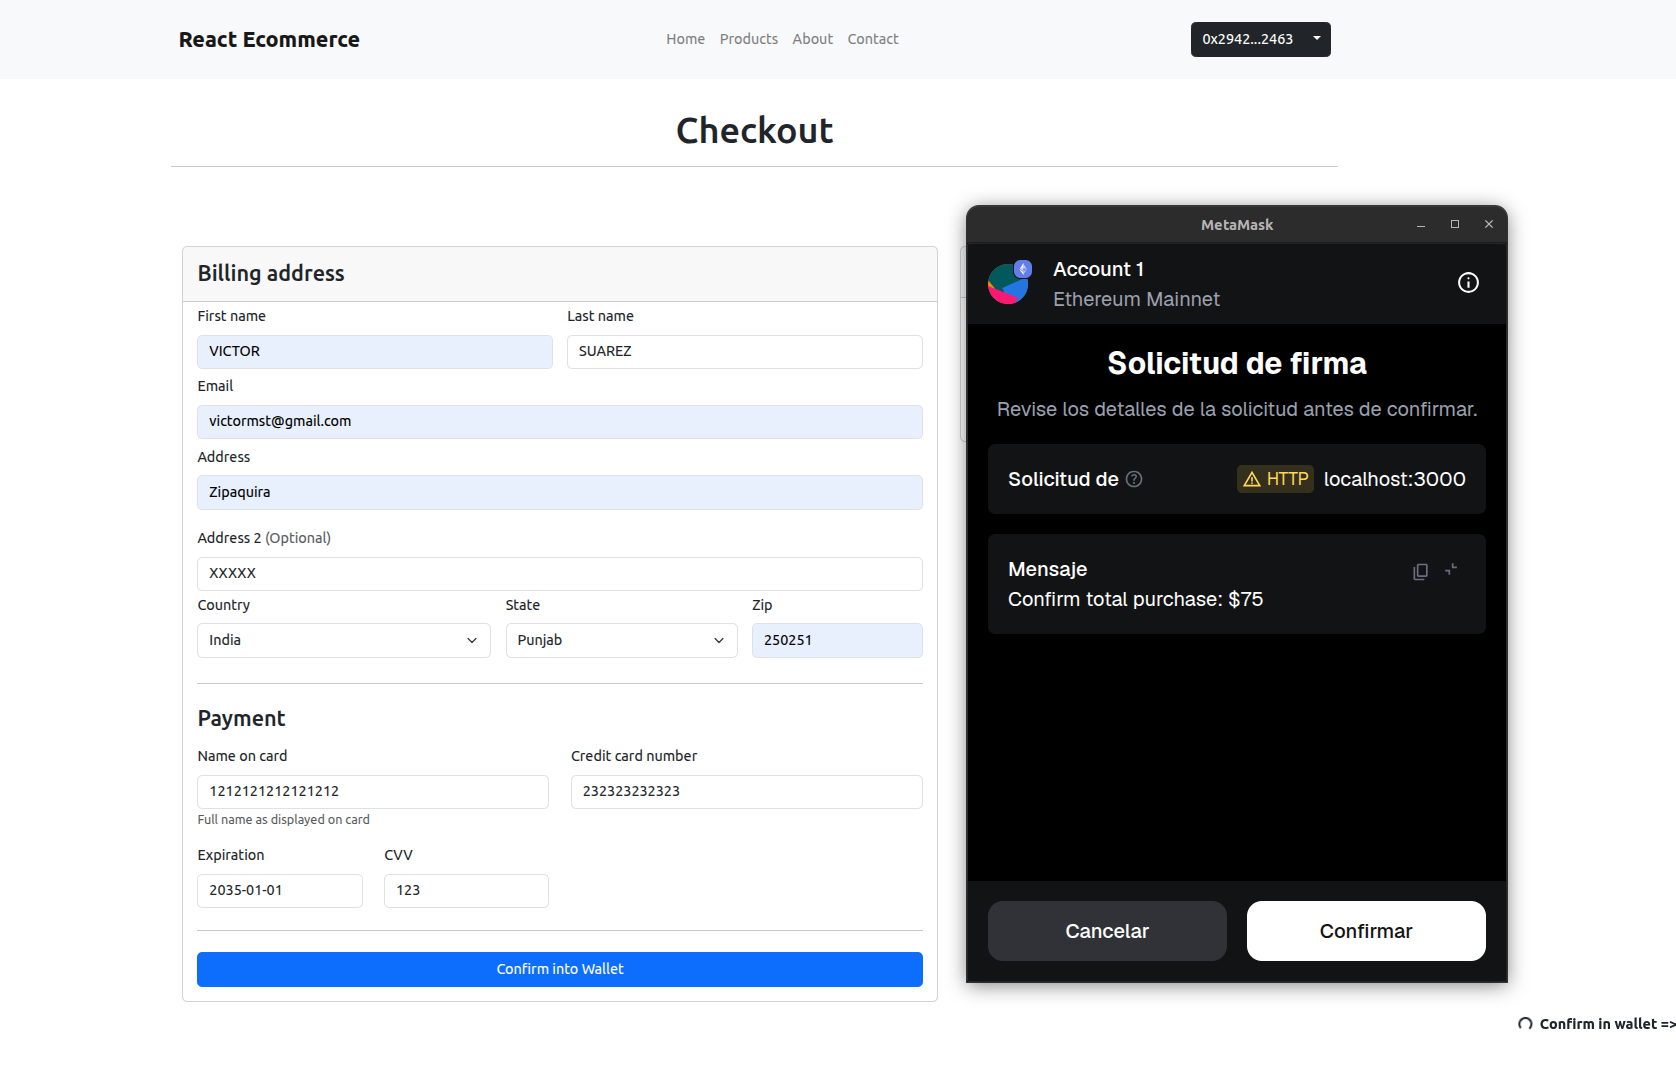 React Ecommerce
Home Products About Contact
0x2942...2463
Checkout
Billing address
First name Last name
VICTOR SUAREZ
Email
victormst@gmail.com
Address
Zipaquira
Address 2 (Optional)
XXXXX
Country State Zip
India Punjab 250251
Payment
Name on card Credit card number
1212121212121212 232323232323
Full name as displayed on card
Expiration CVV
2035-01-01 123
Confirm into Wallet
MetaMask
Account 1
Ethereum Mainnet
Solicitud de firma
Revise los detalles de la solicitud antes de confirmar.
Solicitud de HTTP localhost:3000
Mensaje
Confirm total purchase: $75
Cancelar Confirmar
Confirm in wallet =>